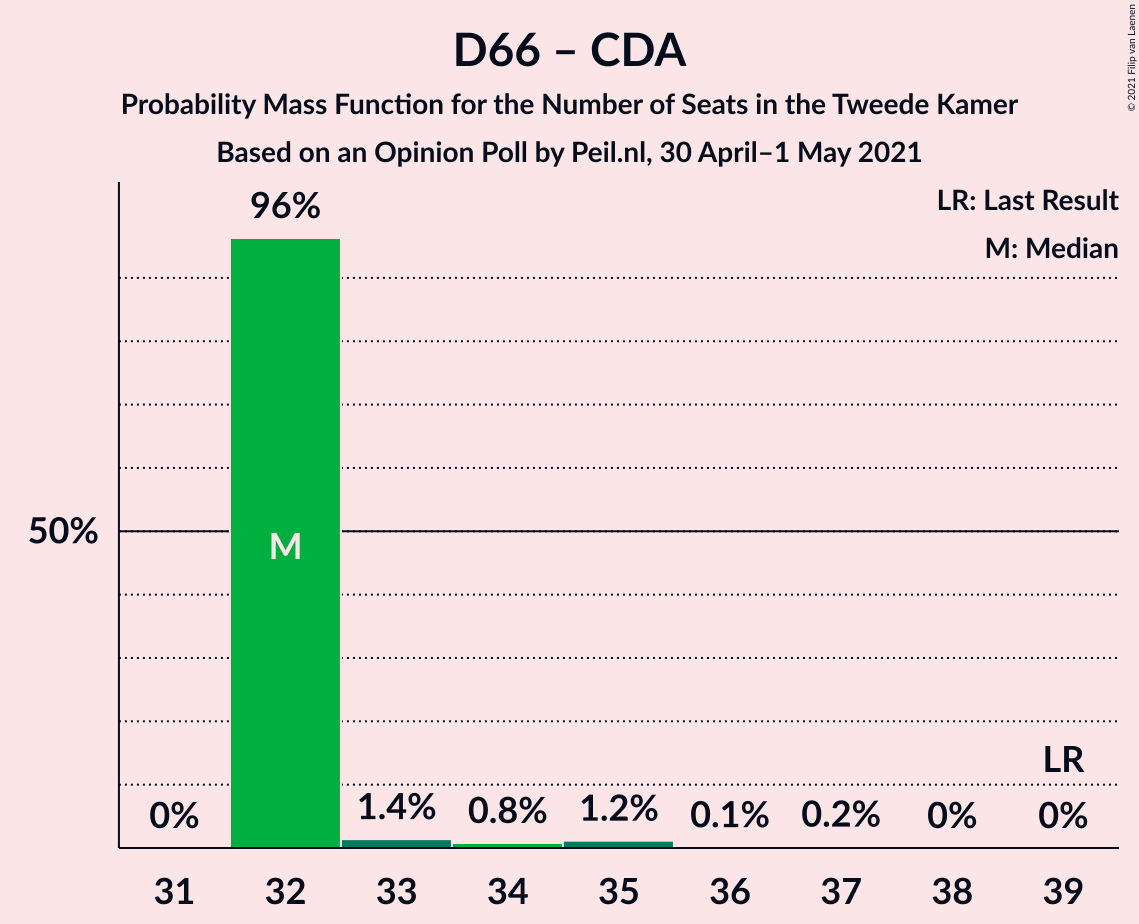 D66 – CDA
Probability Mass Function for the Number of Seats in the Tweede Kamer
Based on an Opinion Poll by Peil.nl, 30 April–1 May 2021
© 2021 Filip van Laenen
LR: Last Result
M: Median
96%
50%
M
LR
0%
1.4%
0.8%
1.2%
0.1%
0.2%
0%
0%
31
32
33
34
35
36
37
38
39